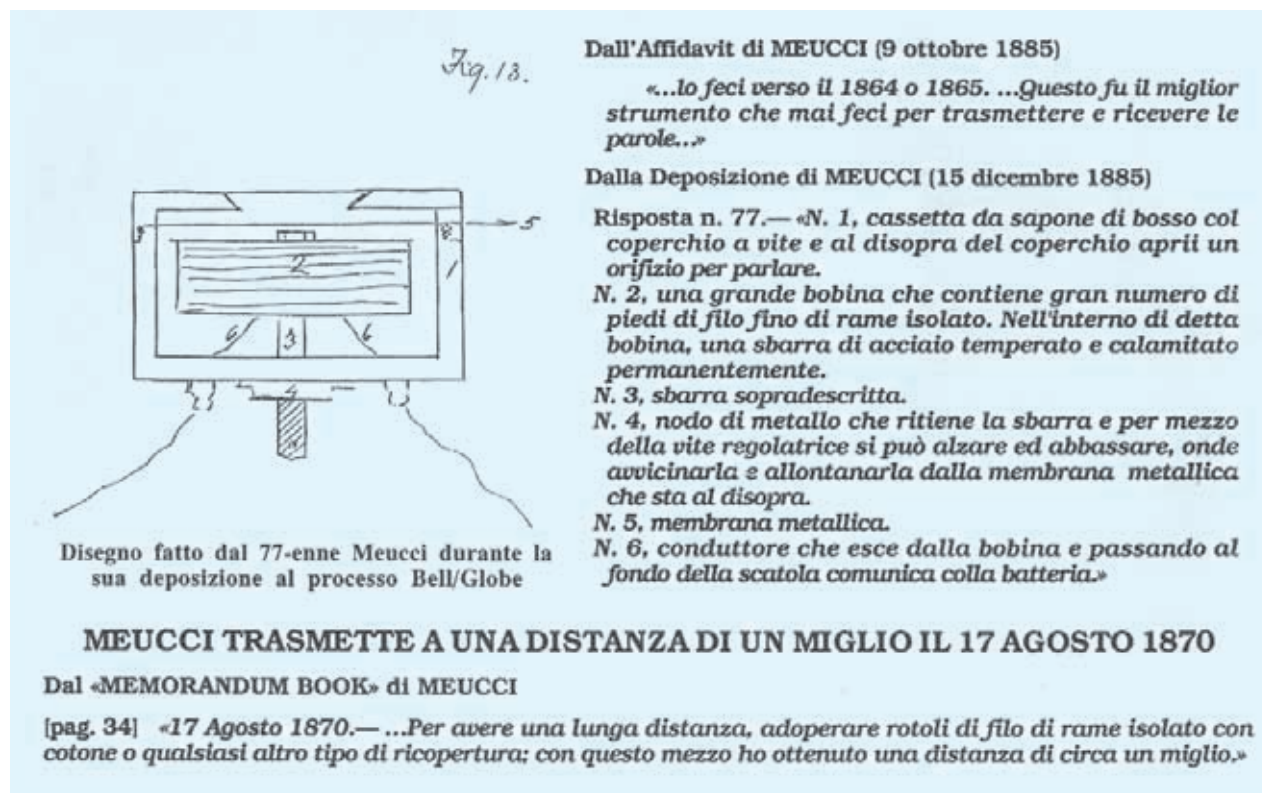 Fig. 13.
5
8
1
2
6
3
6
4
Disegno fatto dal 77-enne Meucci durante la
sua deposizione al processo Bell/Globe
Dall'Affidavit di MEUCCI (9 ottobre 1885)
«...lo feci verso il 1864 o 1865. ...Questo fu il miglior
strumento che mai feci per trasmettere e ricevere le
parole...»
Dalla Deposizione di MEUCCI (15 dicembre 1885)
Risposta n. 77.— «N. 1, cassetta da sapone di bosso col
coperchio a vite e al disopra del coperchio aprii un
orifizio per parlare.
N. 2, una grande bobina che contiene gran numero di
piedi di filo fino di rame isolato. Nell'interno di detta
bobina, una sbarra di acciaio temperato e calamitato
permanentemente.
N. 3, sbarra sopradescritta.
N. 4, nodo di metallo che ritiene la sbarra e per mezzo
della vite regolatrice si può alzare ed abbassare, onde
avvicinarla e allontanarla dalla membrana metallica
che sta al disopra.
N. 5, membrana metallica.
N. 6, conduttore che esce dalla bobina e passando al
fondo della scatola comunica colla batteria.»
MEUCCI TRASMETTE A UNA DISTANZA DI UN MIGLIO IL 17 AGOSTO 1870
Dal «MEMORANDUM BOOK» di MEUCCI
[pag. 34] «17 Agosto 1870.— ...Per avere una lunga distanza, adoperare rotoli di filo di rame isolato con
cotone o qualsiasi altro tipo di ricopertura; con questo mezzo ho ottenuto una distanza di circa un miglio.»